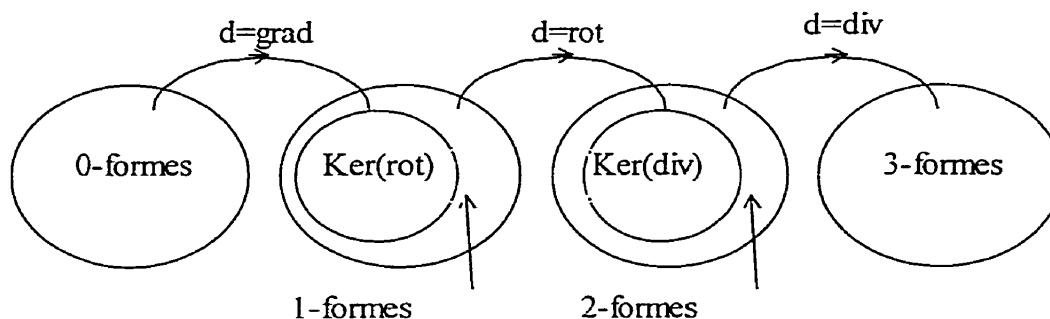 d=grad
d=rot
d=div
0-formes
Ker(rot)
Ker(div)
3-formes
1-formes
2-formes